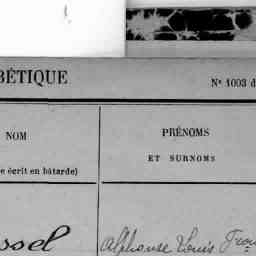 BÉTIQUE
N° 1003 d
NOM
e écrit en bâtarde)
PRÉNOMS
ET SURNOMS
ssel
Alphonse Louis